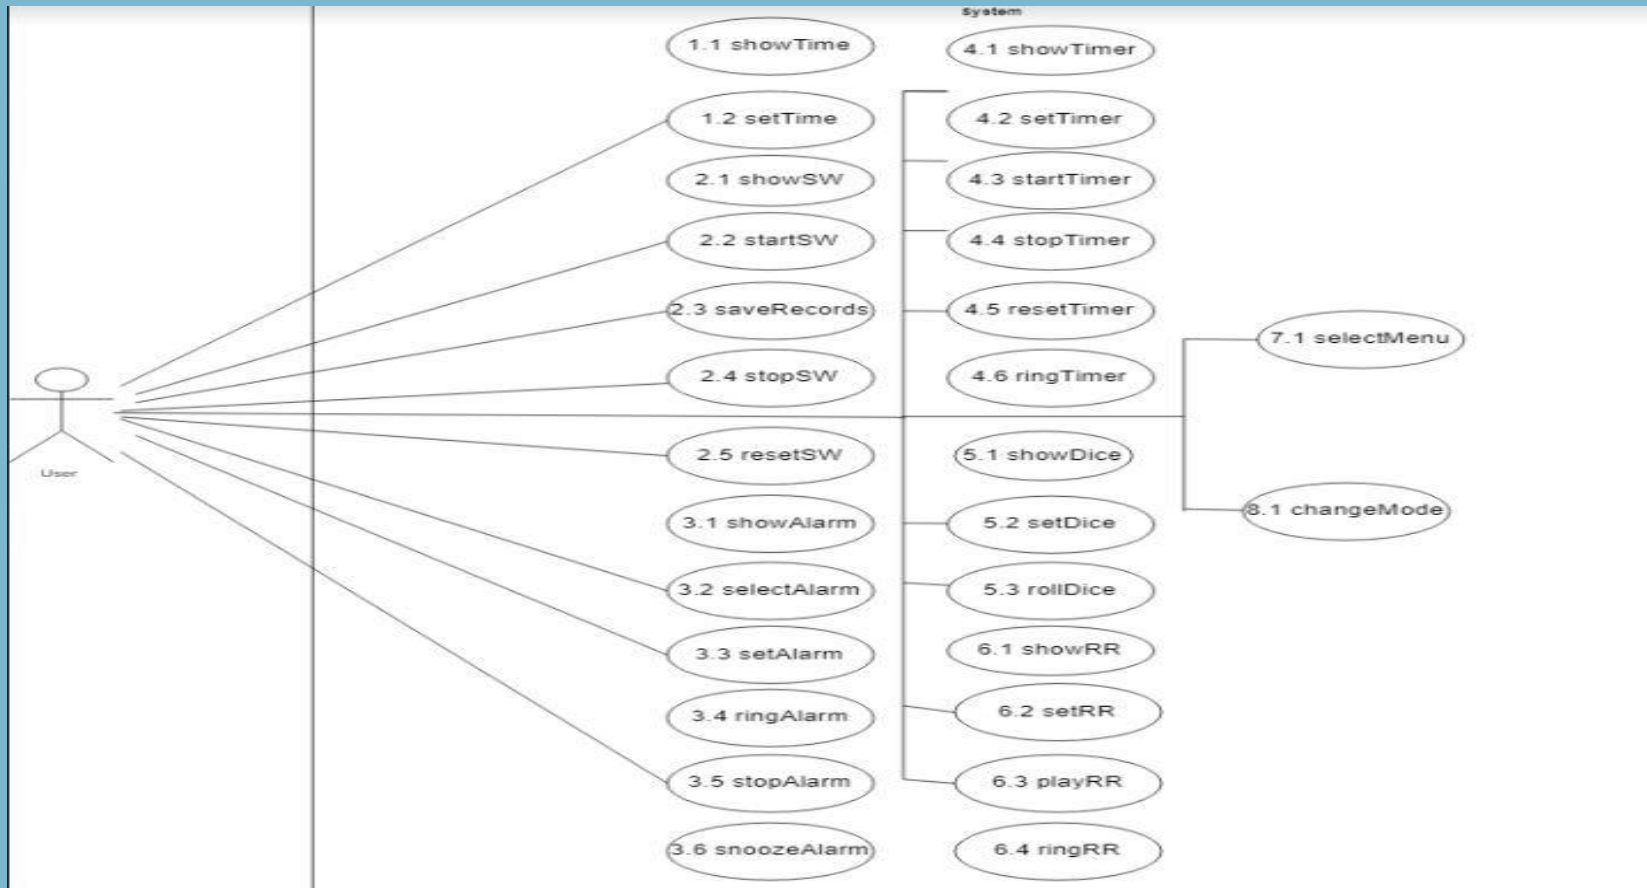 System
1.1 showTime
4.1 showTimer
1.2 setTime
4.2 setTimer
2.1 showSW
4.3 startTimer
2.2 startSW
4.4 stopTimer
2.3 saveRecords
4.5 resetTimer
7.1 selectMenu
2.4 stopSW
4.6 ringTimer
User
2.5 resetSW
5.1 showDice
8.1 changeMode
3.1 showAlarm
5.2 setDice
3.2 selectAlarm
5.3 rollDice
3.3 setAlarm
6.1 showRR
3.4 ringAlarm
6.2 setRR
3.5 stopAlarm
6.3 playRR
3.6 snoozeAlarm
6.4 ringRR